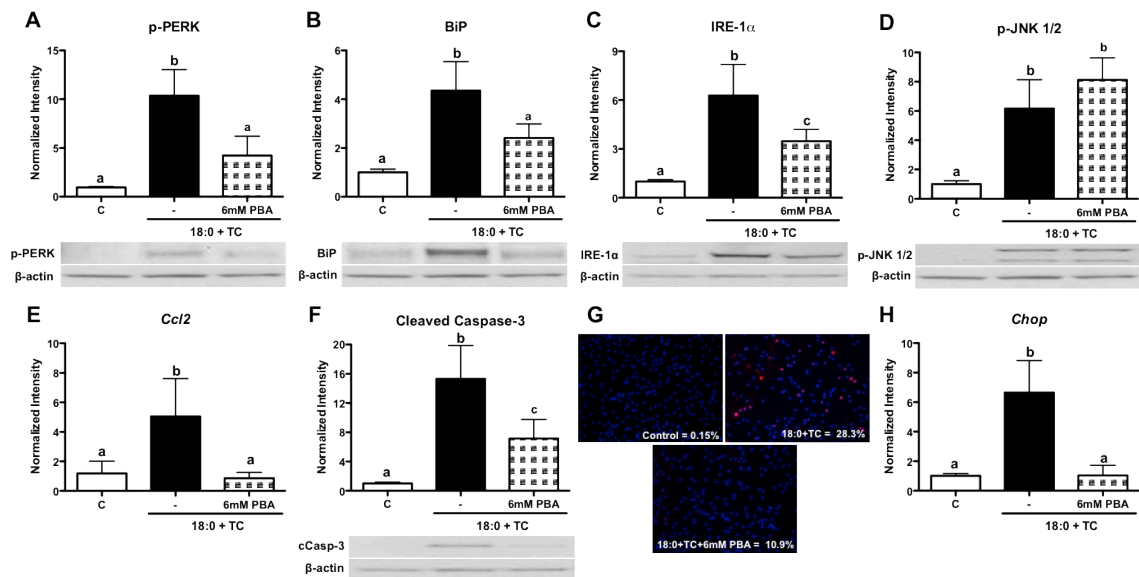 A
p-PERK
Normalized Intensity
15
10
5
0
a
b
a
C
-
6mM PBA
18:0 + TC
p-PERK
β-actin
B
BiP
Normalized Intensity
6
4
2
0
a
b
a
C
-
6mM PBA
18:0 + TC
BiP
β-actin
C
IRE-1α
Normalized Intensity
9
6
3
0
a
b
c
C
-
6mM PBA
18:0 + TC
IRE-1α
β-actin
D
p-JNK 1/2
Normalized Intensity
10
8
6
4
2
0
a
b
b
C
-
6mM PBA
18:0 + TC
p-JNK 1/2
β-actin
E
Ccl2
Normalized Intensity
10
8
6
4
2
0
a
b
a
C
-
6mM PBA
18:0 + TC
F
Cleaved Caspase-3
Normalized Intensity
20
16
12
8
4
0
a
b
c
C
-
6mM PBA
18:0 + TC
cCasp-3
β-actin
G
Control = 0.15%
18:0+TC = 28.3%
18:0+TC+6mM PBA = 10.9%
H
Chop
Normalized Intensity
10
8
6
4
2
0
a
b
a
C
-
6mM PBA
18:0 + TC